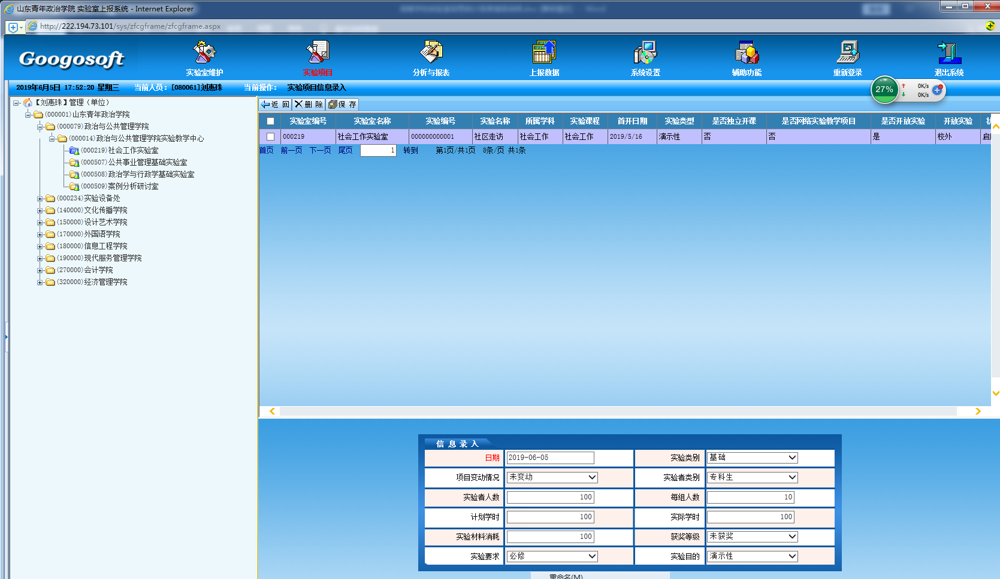 山东青年政治学院 实验室上报系统 - Internet Explorer
http://222.194.73.101/sys/zfcgframe/zfcgframe.aspx
Googosoft
实验室维护 实验项目 分析与报表 上报数据 系统设置 辅助功能 重新登录 退出系统
2019年6月5日 17:52:20 星期三 当前人员：[080061]刘惠珠 当前操作： 实验项目信息录入
27% 0K/s
0K/s
【刘惠珠】管理（单位）
(000001)山东青年政治学院
(000079)政治与公共管理学院
(000014)政治与公共管理学院实验教学中心
(000219)社会工作实验室
(000507)公共事业管理基础实验室
(000508)政治学与行政学基础实验室
(000509)案例分析研讨室
(000234)实验设备处
(140000)文化传播学院
(150000)设计艺术学院
(170000)外国语学院
(180000)信息工程学院
(190000)现代服务管理学院
(270000)会计学院
(320000)经济管理学院
返 回 删 除 保 存
实验室编号 实验室名称 实验编号 实验名称 所属学科 实验课程 首开日期 实验类型 是否独立开课 是否网络实验教学项目 是否开放实验 开放实验
000219 社会工作实验室 000000000001 社区走访 社会工作 社会工作 2019/5/16 演示性 否 否 是 校外
首页 前一页 下一页 尾页 1 转到 第1页/共1页 8条/页 共1条
信 息 录 入
日期 2019-06-05 实验类别 基础
项目变动情况 未变动 实验者类别 专科生
实验者人数 100 每组人数 10
计划学时 100 实际学时 100
实验材料消耗 100 获奖等级 未获奖
实验要求 必修 实验目的 演示性
重命名(M)